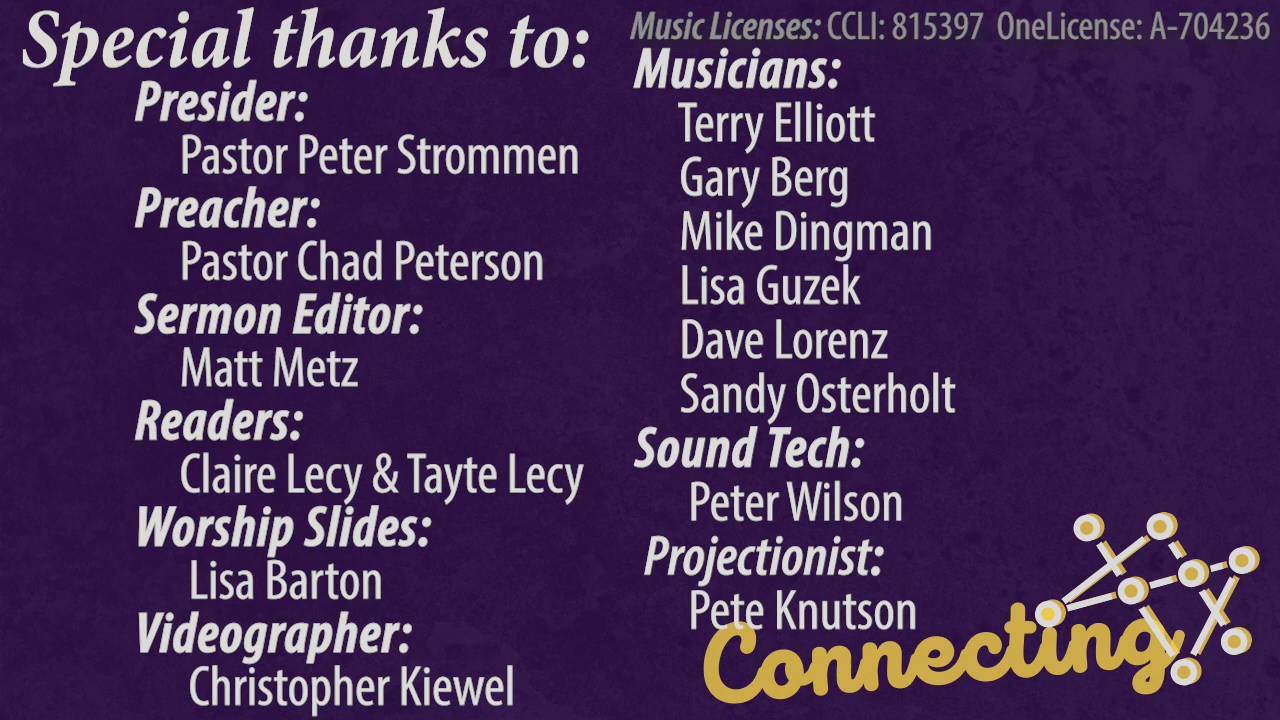 Special thanks to:
Presider:
Pastor Peter Strommen
Preacher:
Pastor Chad Peterson
Sermon Editor:
Matt Metz
Readers:
Claire Lecy & Tayte Lecy
Worship Slides:
Lisa Barton
Videographer:
Christopher Kiewel
Music Licenses: CCLI: 815397 OneLicense: A-704236
Musicians:
Terry Elliott
Gary Berg
Mike Dingman
Lisa Guzek
Dave Lorenz
Sandy Osterholt
Sound Tech:
Peter Wilson
Projectionist:
Pete Knutson
Connecting